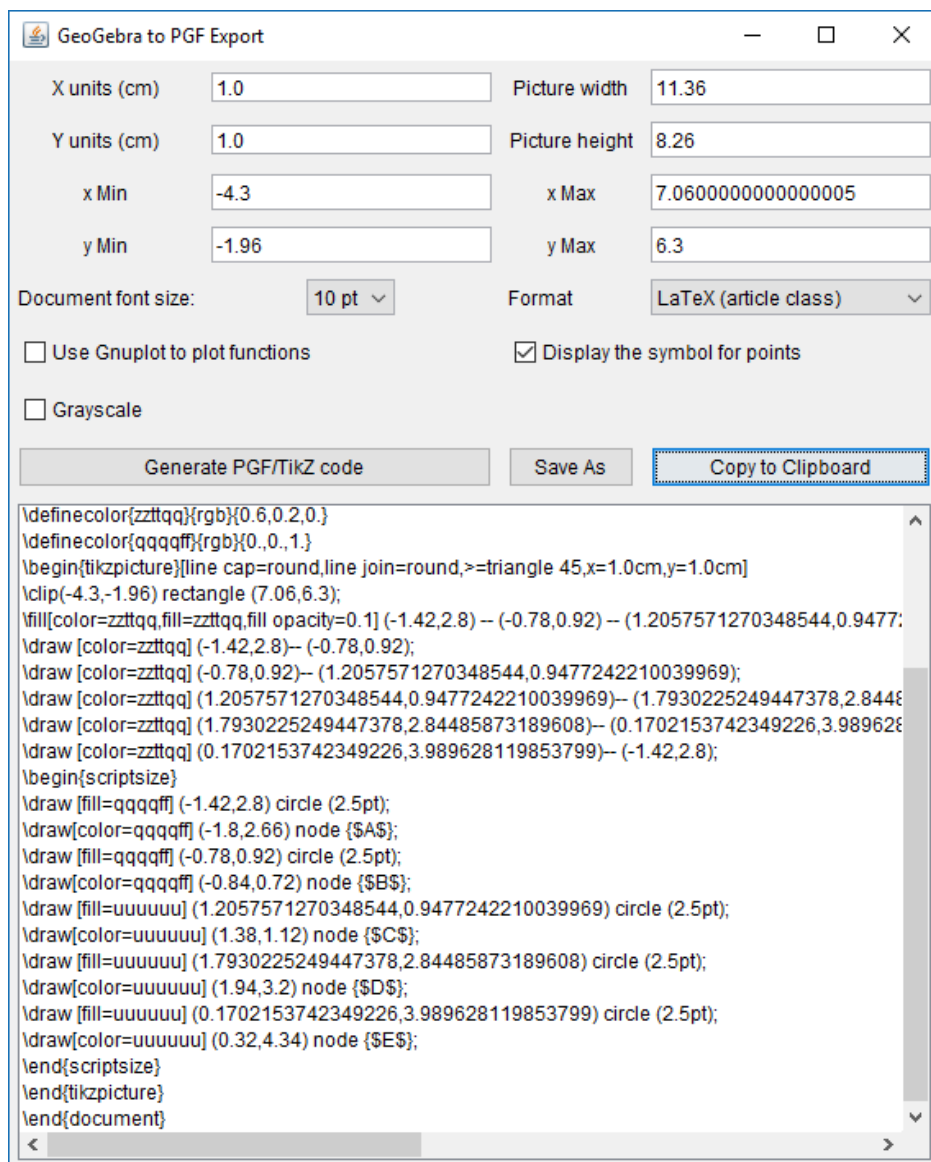 GeoGebra to PGF Export
X units (cm) 1.0 Picture width 11.36
Y units (cm) 1.0 Picture height 8.26
x Min -4.3 x Max 7.0600000000000005
y Min -1.96 y Max 6.3
Document font size: 10 pt Format LaTeX (article class)
Use Gnuplot to plot functions Display the symbol for points
Grayscale
Generate PGF/TikZ code Save As Copy to Clipboard
\definecolor{zzttqq}{rgb}{0.6,0.2,0.}
\definecolor{qqqqff}{rgb}{0.,0.,1.}
\begin{tikzpicture}[line cap=round,line join=round,>=triangle 45,x=1.0cm,y=1.0cm]
\clip(-4.3,-1.96) rectangle (7.06,6.3);
\fill[color=zzttqq,fill=zzttqq,fill opacity=0.1] (-1.42,2.8) -- (-0.78,0.92) -- (1.2057571270348544,0.9477
\draw [color=zzttqq] (-1.42,2.8)-- (-0.78,0.92);
\draw [color=zzttqq] (-0.78,0.92)-- (1.2057571270348544,0.9477242210039969);
\draw [color=zzttqq] (1.2057571270348544,0.9477242210039969)-- (1.7930225249447378,2.8448
\draw [color=zzttqq] (1.7930225249447378,2.84485873189608)-- (0.1702153742349226,3.989628
\draw [color=zzttqq] (0.1702153742349226,3.989628119853799)-- (-1.42,2.8);
\begin{scriptsize}
\draw [fill=qqqqff] (-1.42,2.8) circle (2.5pt);
\draw[color=qqqqff] (-1.8,2.66) node {$A$};
\draw [fill=qqqqff] (-0.78,0.92) circle (2.5pt);
\draw[color=qqqqff] (-0.84,0.72) node {$B$};
\draw [fill=uuuuuu] (1.2057571270348544,0.9477242210039969) circle (2.5pt);
\draw[color=uuuuuu] (1.38,1.12) node {$C$};
\draw [fill=uuuuuu] (1.7930225249447378,2.84485873189608) circle (2.5pt);
\draw[color=uuuuuu] (1.94,3.2) node {$D$};
\draw [fill=uuuuuu] (0.1702153742349226,3.989628119853799) circle (2.5pt);
\draw[color=uuuuuu] (0.32,4.34) node {$E$};
\end{scriptsize}
\end{tikzpicture}
\end{document}